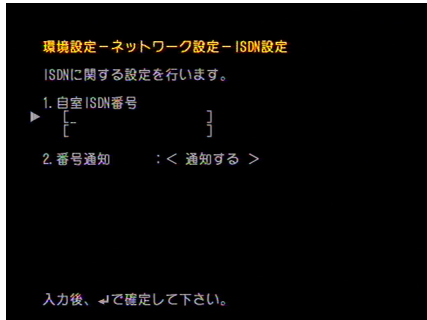 環境設定－ネットワーク設定－ISDN設定
ISDNに関する設定を行います。
1.自室ISDN番号
▶ [_ ]
[ ]
2.番号通知 :< 通知する >
入力後、↵で確定して下さい。